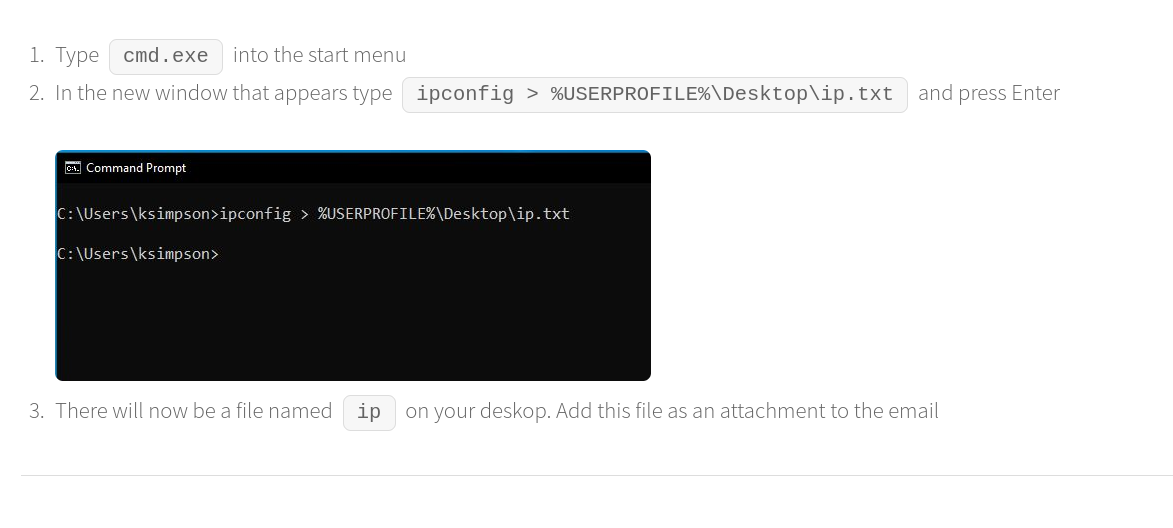 1. Type cmd.exe into the start menu
2. In the new window that appears type ipconfig > %USERPROFILE%\Desktop\ip.txt and press Enter
C:\. Command Prompt
C:\Users\ksimpson>ipconfig > %USERPROFILE%\Desktop\ip.txt
C:\Users\ksimpson>
3. There will now be a file named ip on your deskop. Add this file as an attachment to the email